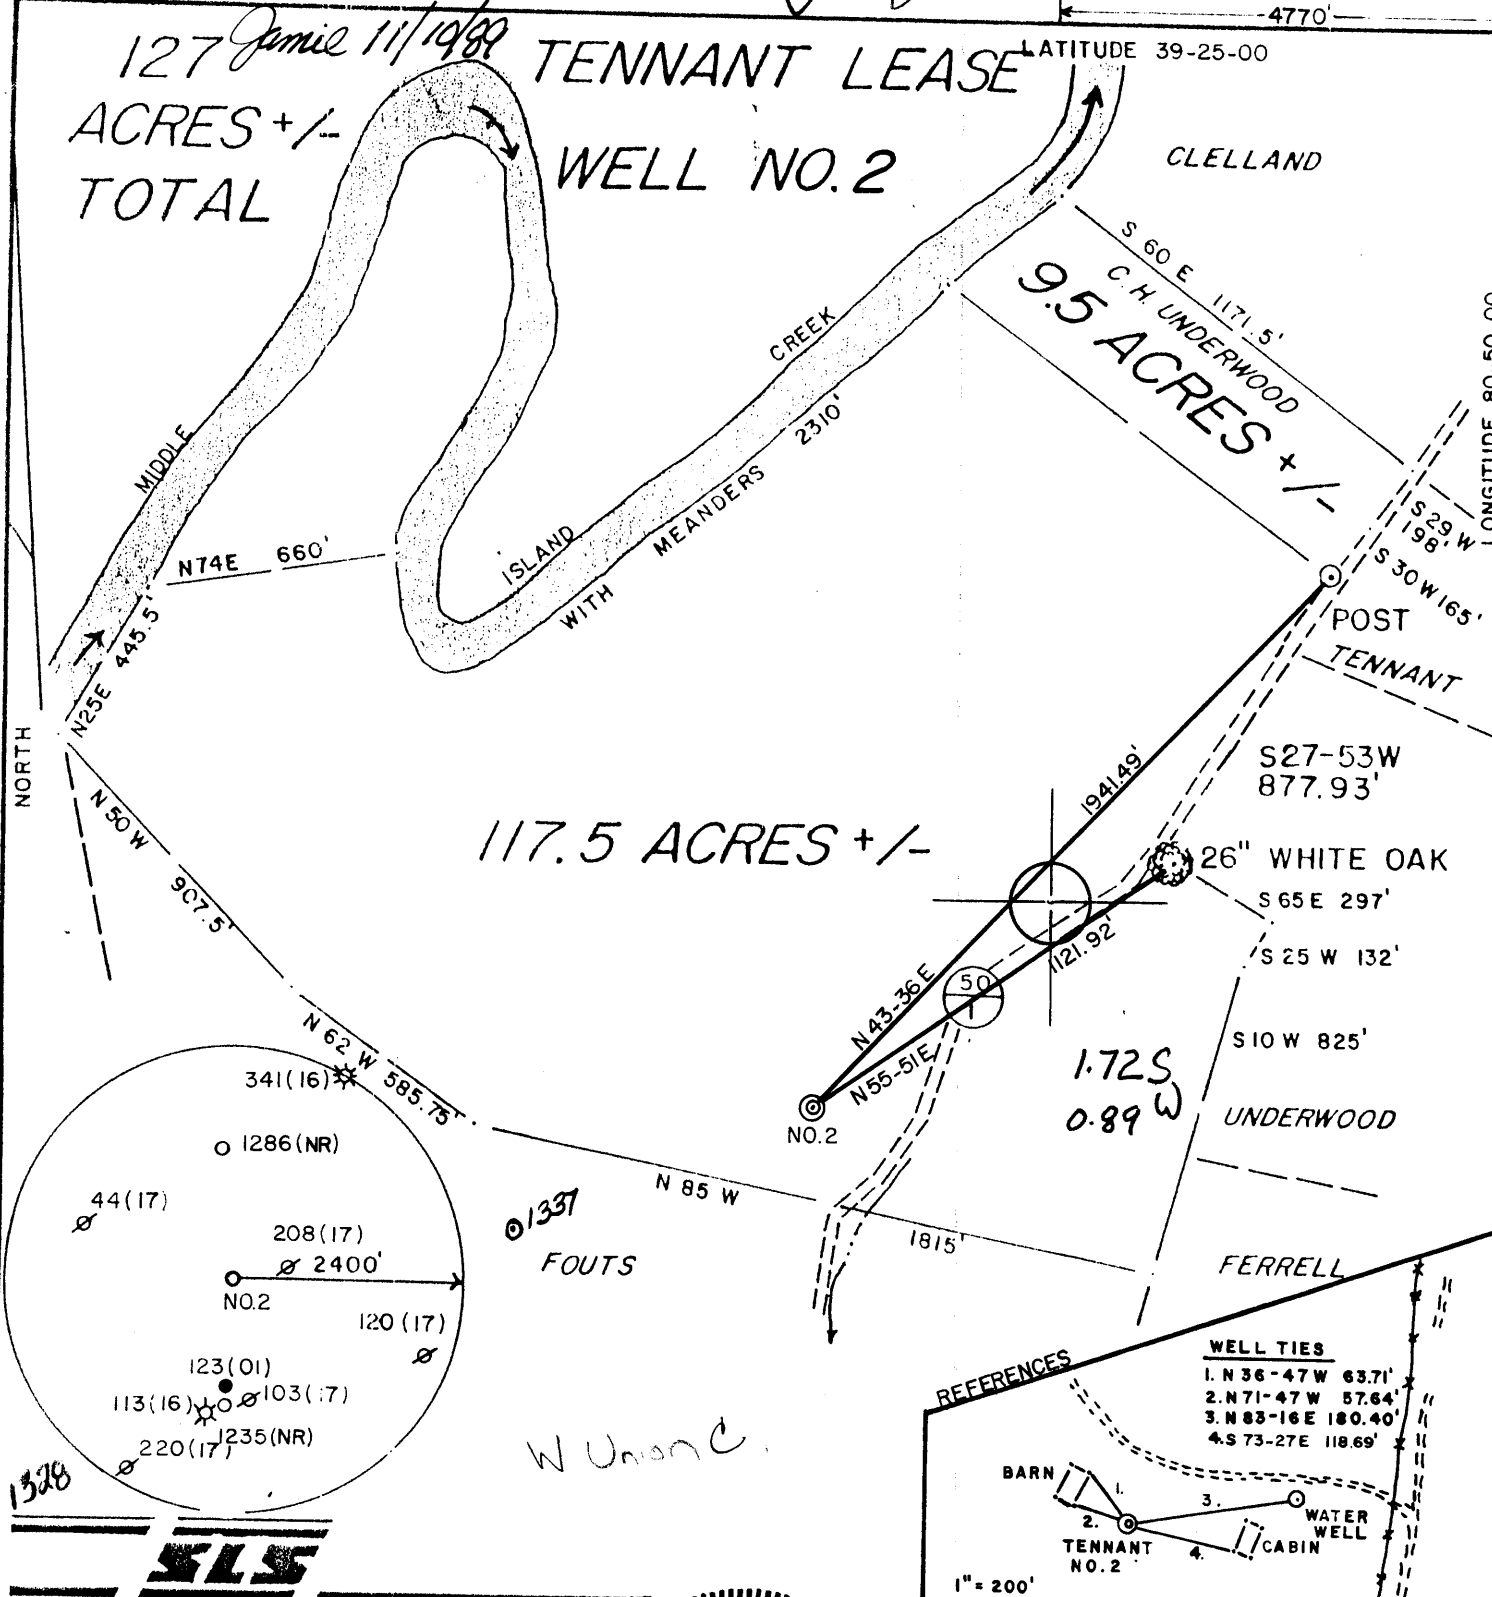 4770'
127 Jamie 11/10/89 TENNANT LEASE
LATITUDE 39-25-00
ACRES +/-
WELL NO. 2
TOTAL
CLELLAND
S 60 E 1171.5'
C. H. UNDERWOOD
9.5 ACRES +/-
LONGITUDE 80 50 00
CREEK
2310'
MIDDLE
MEANDERS
ISLAND
WITH
N74E 660'
S 29 W
198'
S 30 W 165'
POST
TENNANT
N25E 445.5'
NORTH
S27-53W
877.93'
1941.49'
N 50 W 907.5'
117.5 ACRES +/-
26" WHITE OAK
S 65 E 297'
1121.92'
S 25 W 132'
N 43-36 E
50
1
N 62 W 585.75'
S 10 W 825'
N55-51E
1.72 S
0.89 W
NO. 2
UNDERWOOD
341(16)
1286(NR)
44(17)
N 85 W 1815'
1337
208(17)
2400'
FOUTS
FERRELL
NO.2
120 (17)
123(01)
113(16)
103(17)
1235(NR)
220(17)
1328
W Union C.
REFERENCES
WELL TIES
1. N 36-47 W 63.71'
2. N 71-47 W 57.64'
3. N 83-16 E 180.40'
4. S 73-27E 118.69'
BARN
1.
3.
2.
WATER
WELL
TENNANT
NO. 2
4.
CABIN
1" = 200'
SLS